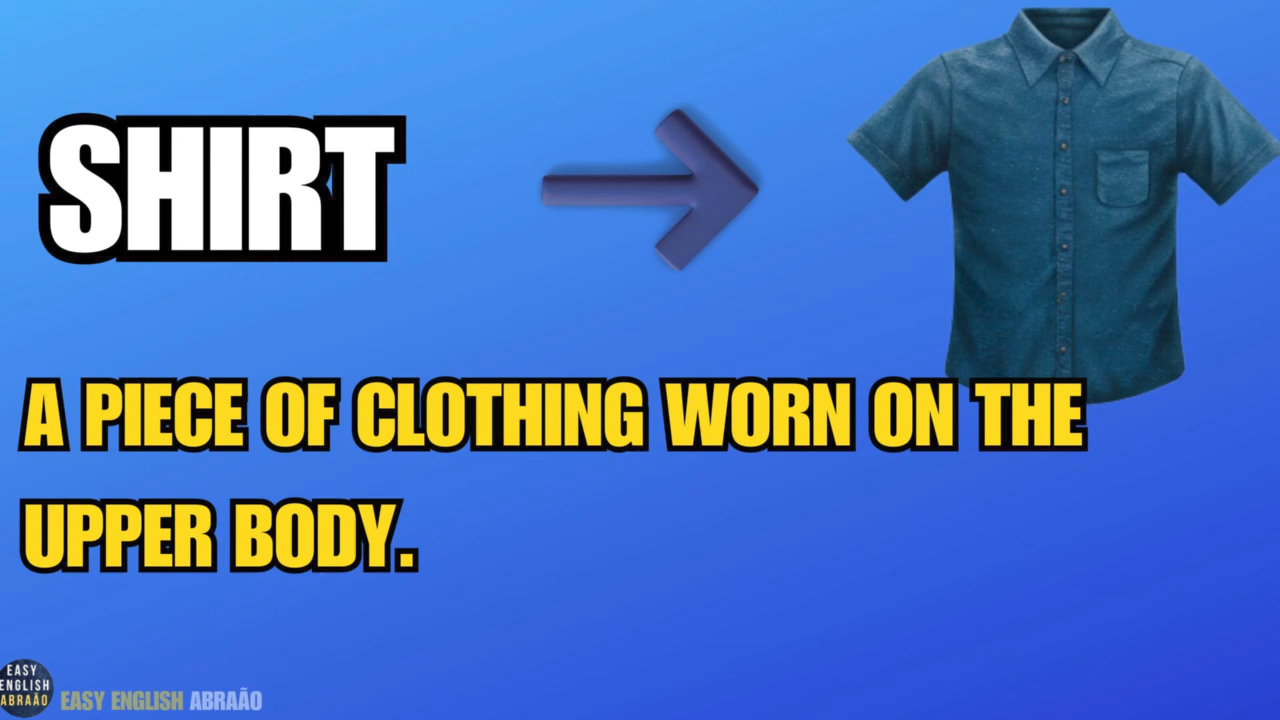 SHIRT
A PIECE OF CLOTHING WORN ON THE
UPPER BODY.
EASY
ENGLISH
ABRAÃO
EASY ENGLISH ABRAÃO